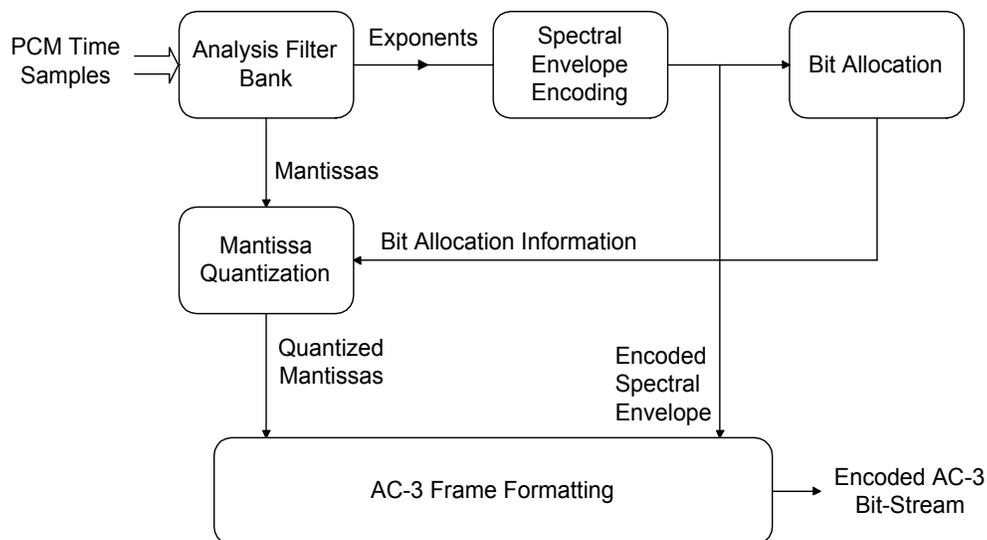 PCM Time
Samples
Analysis Filter
Bank
Exponents
Spectral
Envelope
Encoding
Bit Allocation
Mantissas
Mantissa
Quantization
Bit Allocation Information
Quantized
Mantissas
Encoded
Spectral
Envelope
AC-3 Frame Formatting
Encoded AC-3
Bit-Stream